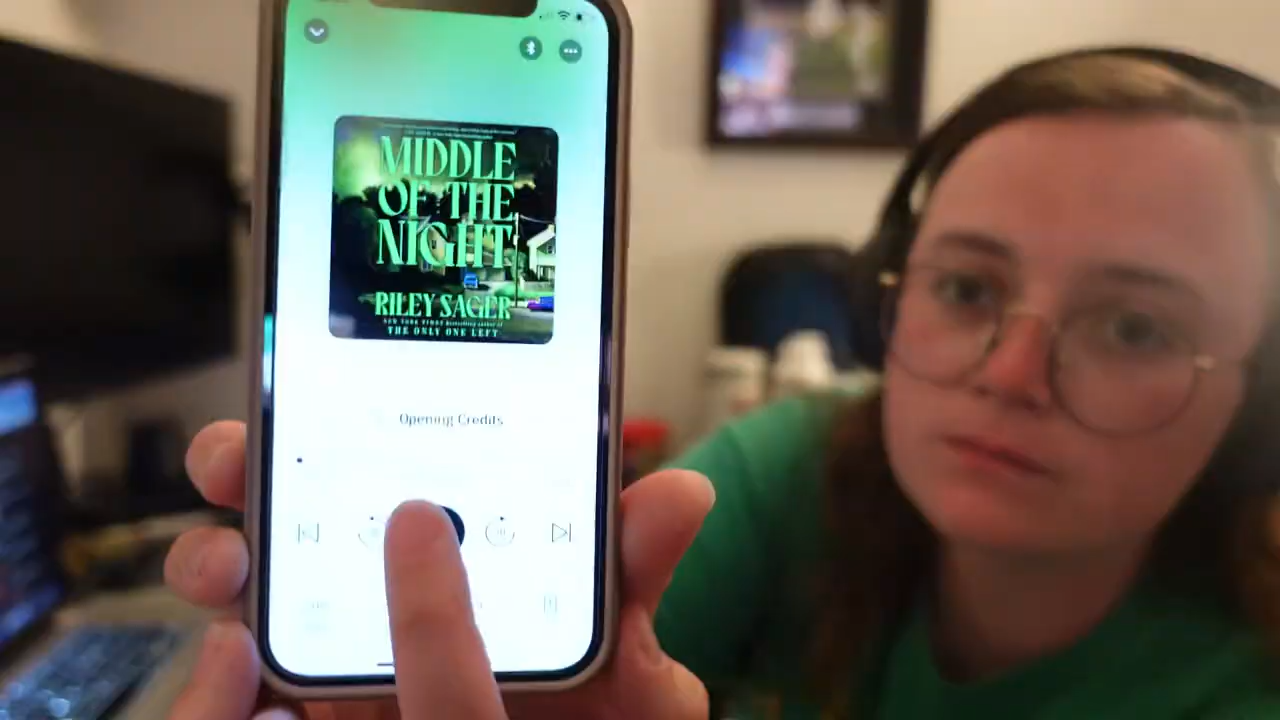 MIDDLE
OF THE
NIGHT
RILEY SAGER
NEW YORK TIMES bestselling author of
THE ONLY ONE LEFT
Opening Credits